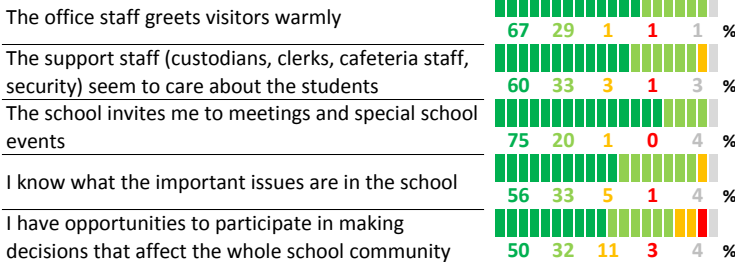 The office staff greets visitors warmly
67 29 1 1 1 %
The support staff (custodians, clerks, cafeteria staff,
security) seem to care about the students
60 33 3 1 3 %
The school invites me to meetings and special school
events
75 20 1 0 4 %
I know what the important issues are in the school
56 33 5 1 4 %
I have opportunities to participate in making
decisions that affect the whole school community
50 32 11 3 4 %